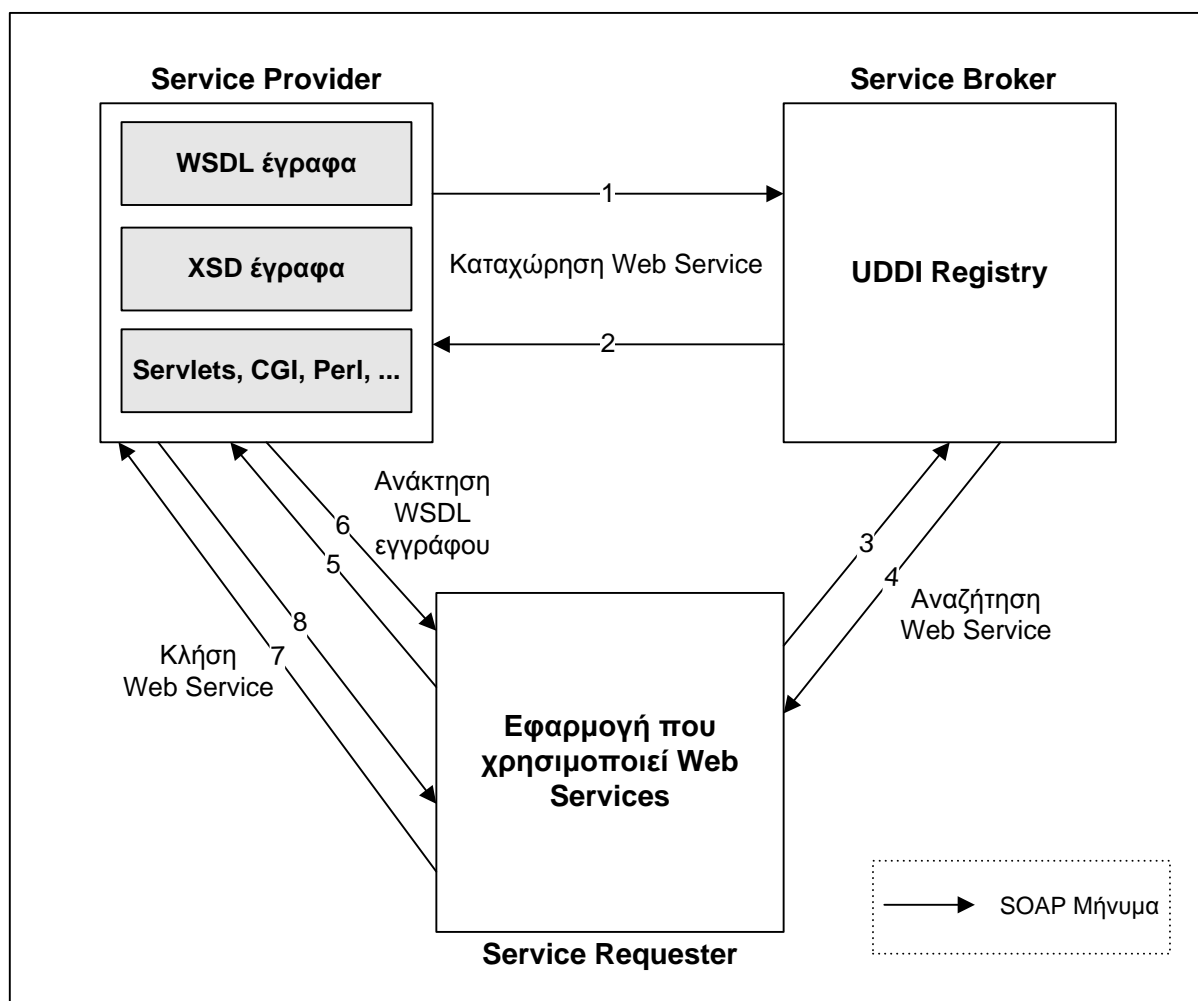 Service Provider
Service Broker
WSDL έγραφα
XSD έγραφα
Servlets, CGI, Perl, ...
1
Καταχώρηση Web Service
2
UDDI Registry
Ανάκτηση
WSDL
εγγράφου
6
5
3
4
Αναζήτηση
Web Service
8
7
Κλήση
Web Service
Εφαρμογή που
χρησιμοποιεί Web
Services
Service Requester
SOAP Μήνυμα